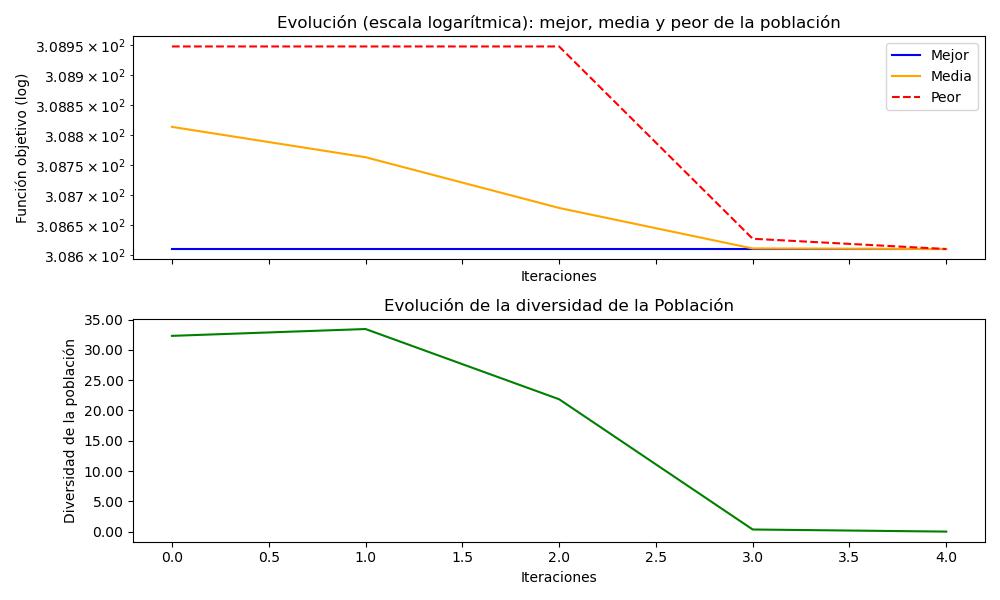 Evolución (escala logarítmica): mejor, media y peor de la población
Función objetivo (log)
3.0895 × 10²
3.089 × 10²
3.0885 × 10²
3.088 × 10²
3.0875 × 10²
3.087 × 10²
3.0865 × 10²
3.086 × 10²
Mejor
Media
Peor
Iteraciones
Evolución de la diversidad de la Población
Diversidad de la población
35.00
30.00
25.00
20.00
15.00
10.00
5.00
0.00
0.0 0.5 1.0 1.5 2.0 2.5 3.0 3.5 4.0
Iteraciones